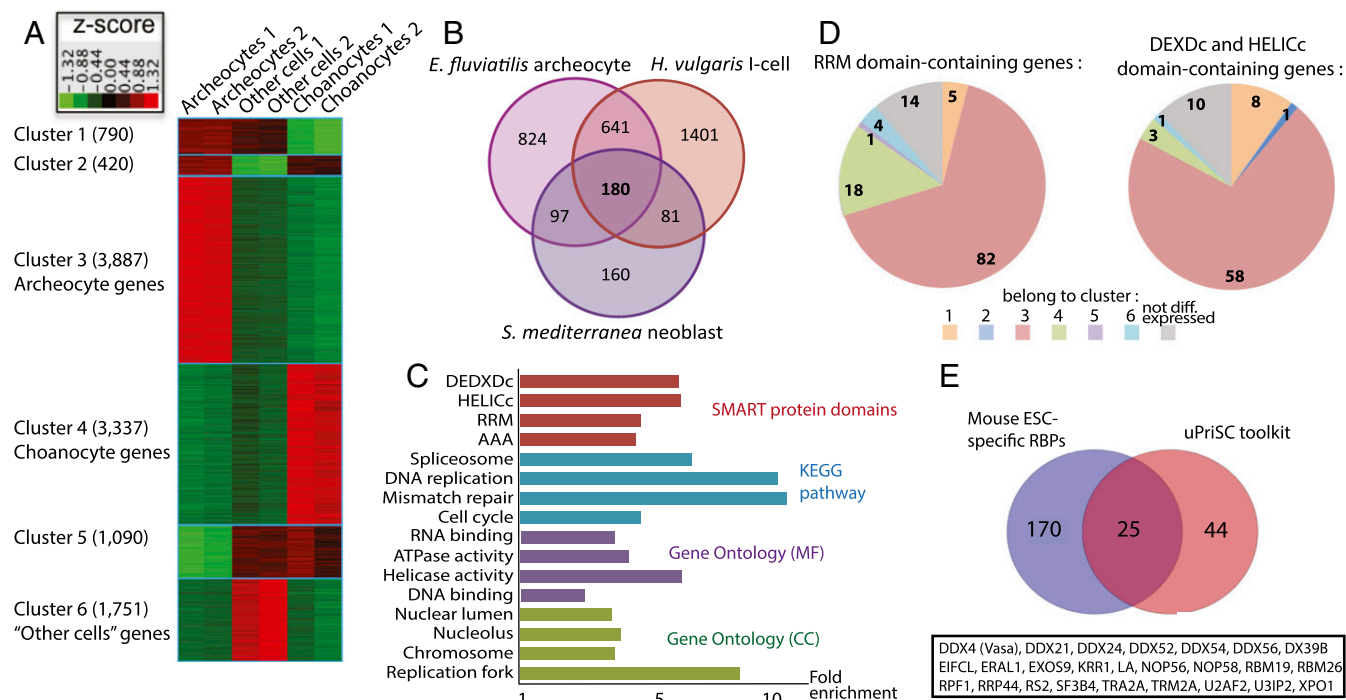 A
z-score
-1.32
-0.88
-0.44
0.00
0.44
0.88
1.32
Archeocytes 1
Archeocytes 2
Other cells 1
Other cells 2
Choanocytes 1
Choanocytes 2
Cluster 1 (790)
Cluster 2 (420)
Cluster 3 (3,887)
Archeocyte genes
Cluster 4 (3,337)
Choanocyte genes
Cluster 5 (1,090)
Cluster 6 (1,751)
“Other cells” genes
B
E. fluviatilis archeocyte
H. vulgaris I-cell
824
641
1401
180
97
81
160
S. mediterranea neoblast
C
DEDXDc
HELICc
RRM
AAA
Spliceosome
DNA replication
Mismatch repair
Cell cycle
RNA binding
ATPase activity
Helicase activity
DNA binding
Nuclear lumen
Nucleolus
Chromosome
Replication fork
SMART protein domains
KEGG
pathway
Gene Ontology (MF)
Gene Ontology (CC)
1
5
10
Fold
enrichment
D
RRM domain-containing genes :
14
5
4
1
18
82
DEXDc and HELICc
domain-containing genes :
10
8
1
1
3
58
belong to cluster :
1 2 3 4 5 6 not diff. expressed
E
Mouse ESC-
specific RBPs
uPriSC toolkit
170
25
44
DDX4 (Vasa), DDX21, DDX24, DDX52, DDX54, DDX56, DX39B
EIFCL, ERAL1, EXOS9, KRR1, LA, NOP56, NOP58, RBM19, RBM26
RPF1, RRP44, RS2, SF3B4, TRA2A, TRM2A, U2AF2, U3IP2, XPO1